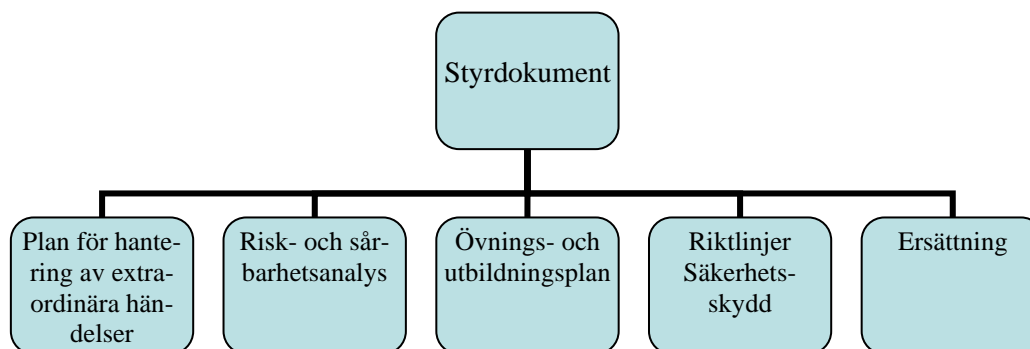 Styrdokument
Plan för hante-
ring av extra-
ordinära hän-
delser
Risk- och sår-
barhetsanalys
Övnings- och
utbildningsplan
Riktlinjer
Säkerhets-
skydd
Ersättning